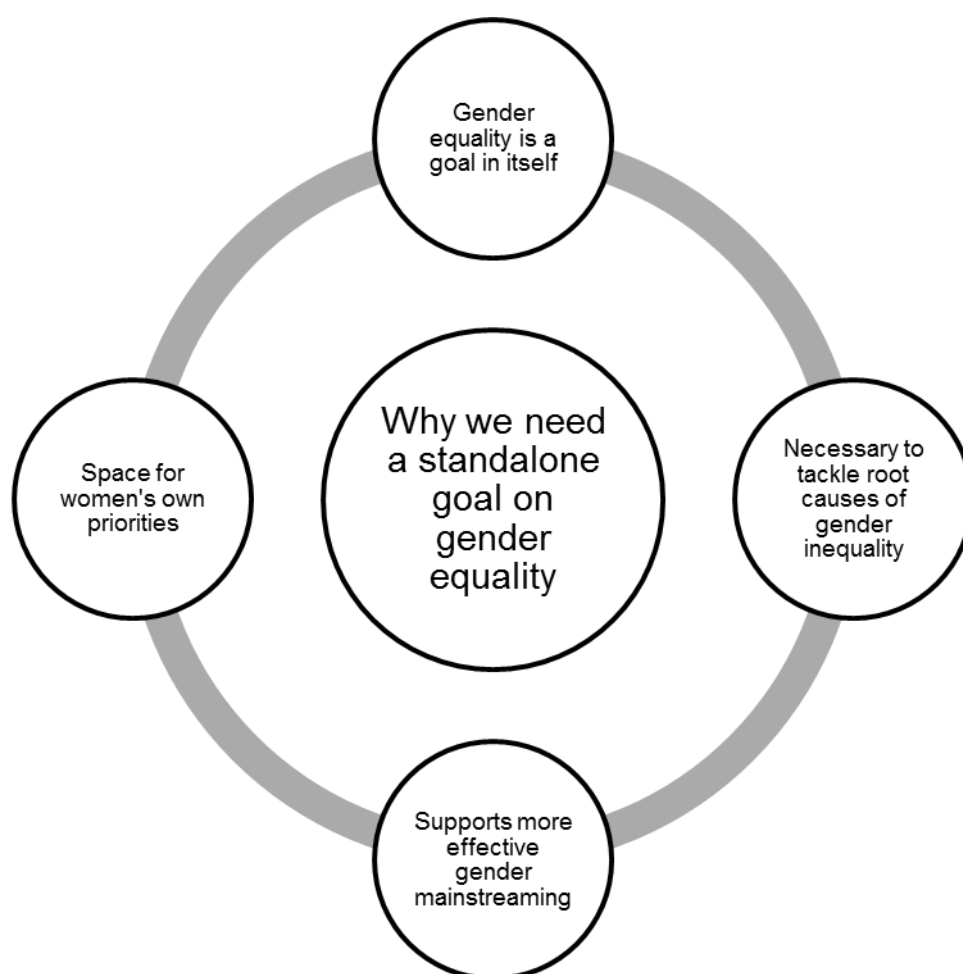 Gender
equality is a
goal in itself
Why we need
a standalone
goal on
gender
equality
Necessary to
tackle root
causes of
gender
inequality
Supports more
effective
gender
mainstreaming
Space for
women's own
priorities